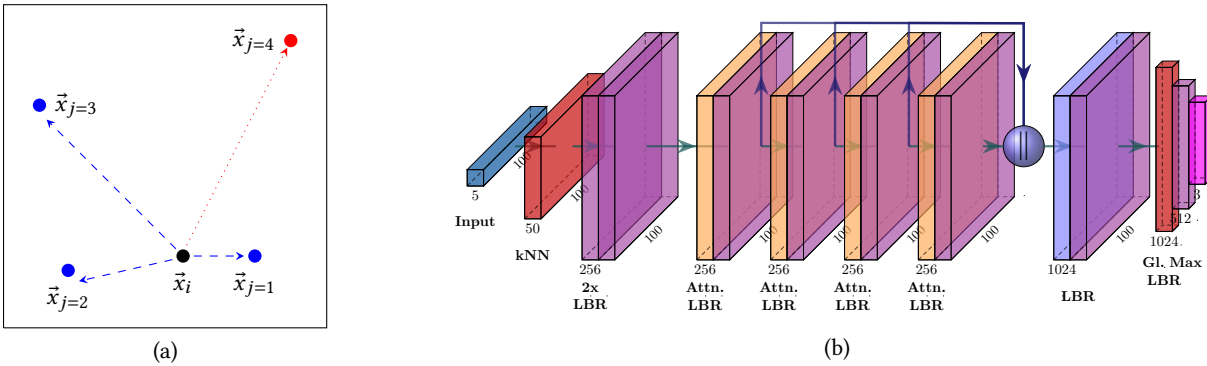 x⃗j=4
x⃗j=3
x⃗i
x⃗j=1
x⃗j=2
(a)
5
100
Input
50
100
kNN
256
100
2x
LBR
256
100
Attn.
LBR
256
100
Attn.
LBR
256
100
Attn.
LBR
256
100
Attn.
LBR
||
1024
100
LBR
1024
512
3
Gl. Max
LBR
(b)